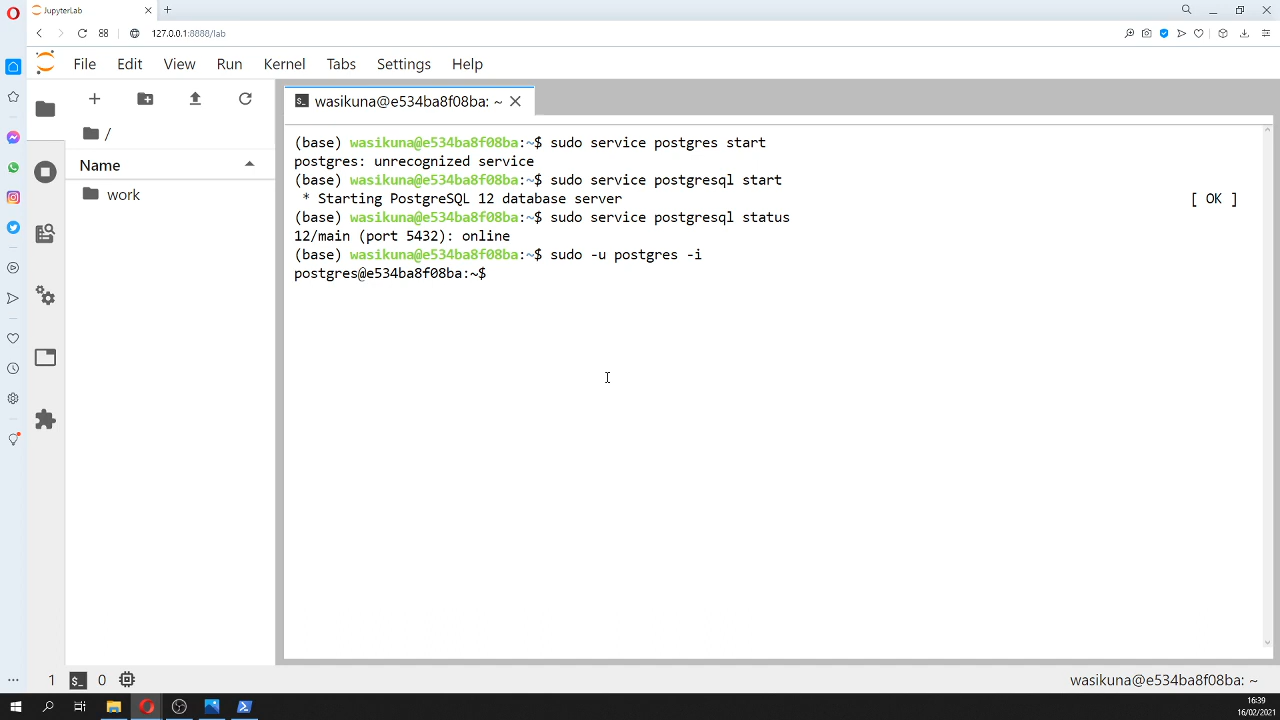 JupyterLab
127.0.0.1:8888/lab
File Edit View Run Kernel Tabs Settings Help
wasikuna@e534ba8f08ba: ~
/
Name
work
(base) wasikuna@e534ba8f08ba:~$ sudo service postgres start
postgres: unrecognized service
(base) wasikuna@e534ba8f08ba:~$ sudo service postgresql start
* Starting PostgreSQL 12 database server [ OK ]
(base) wasikuna@e534ba8f08ba:~$ sudo service postgresql status
12/main (port 5432): online
(base) wasikuna@e534ba8f08ba:~$ sudo -u postgres -i
postgres@e534ba8f08ba:~$
1 $_ 0 wasikuna@e534ba8f08ba: ~
16:39
16/02/2021